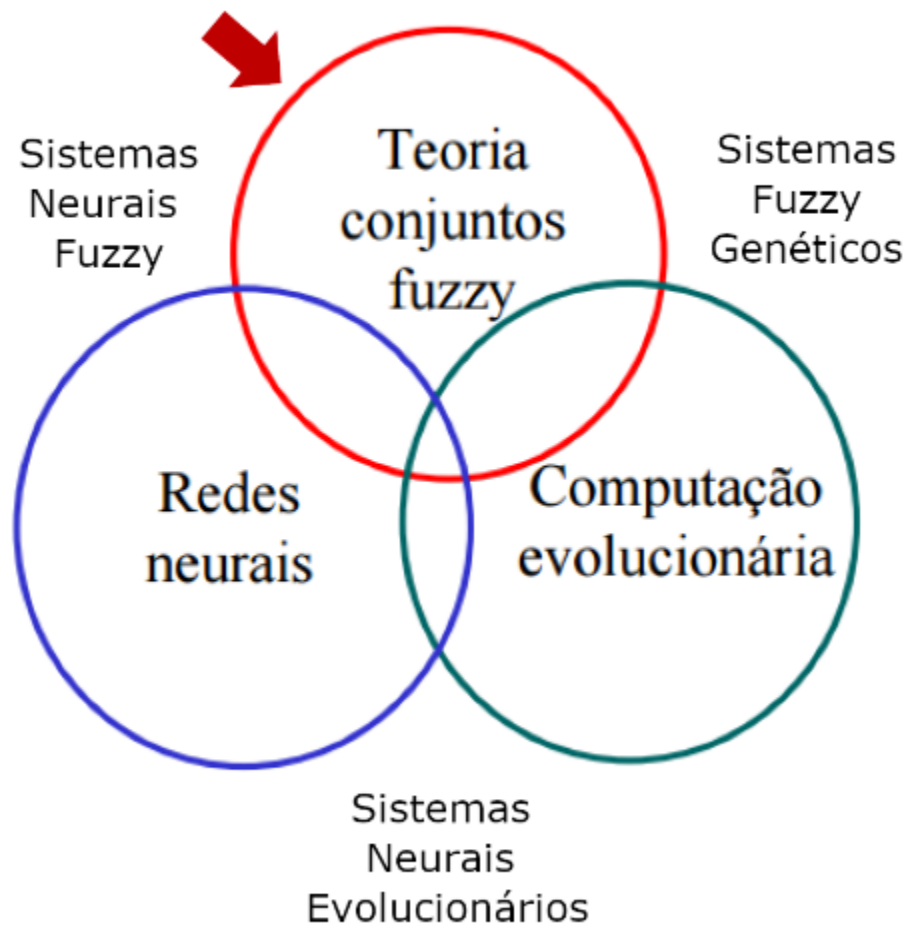 Teoria
conjuntos
fuzzy
Sistemas
Neurais
Fuzzy
Sistemas
Fuzzy
Genéticos
Redes
neurais
Computação
evolucionária
Sistemas
Neurais
Evolucionários